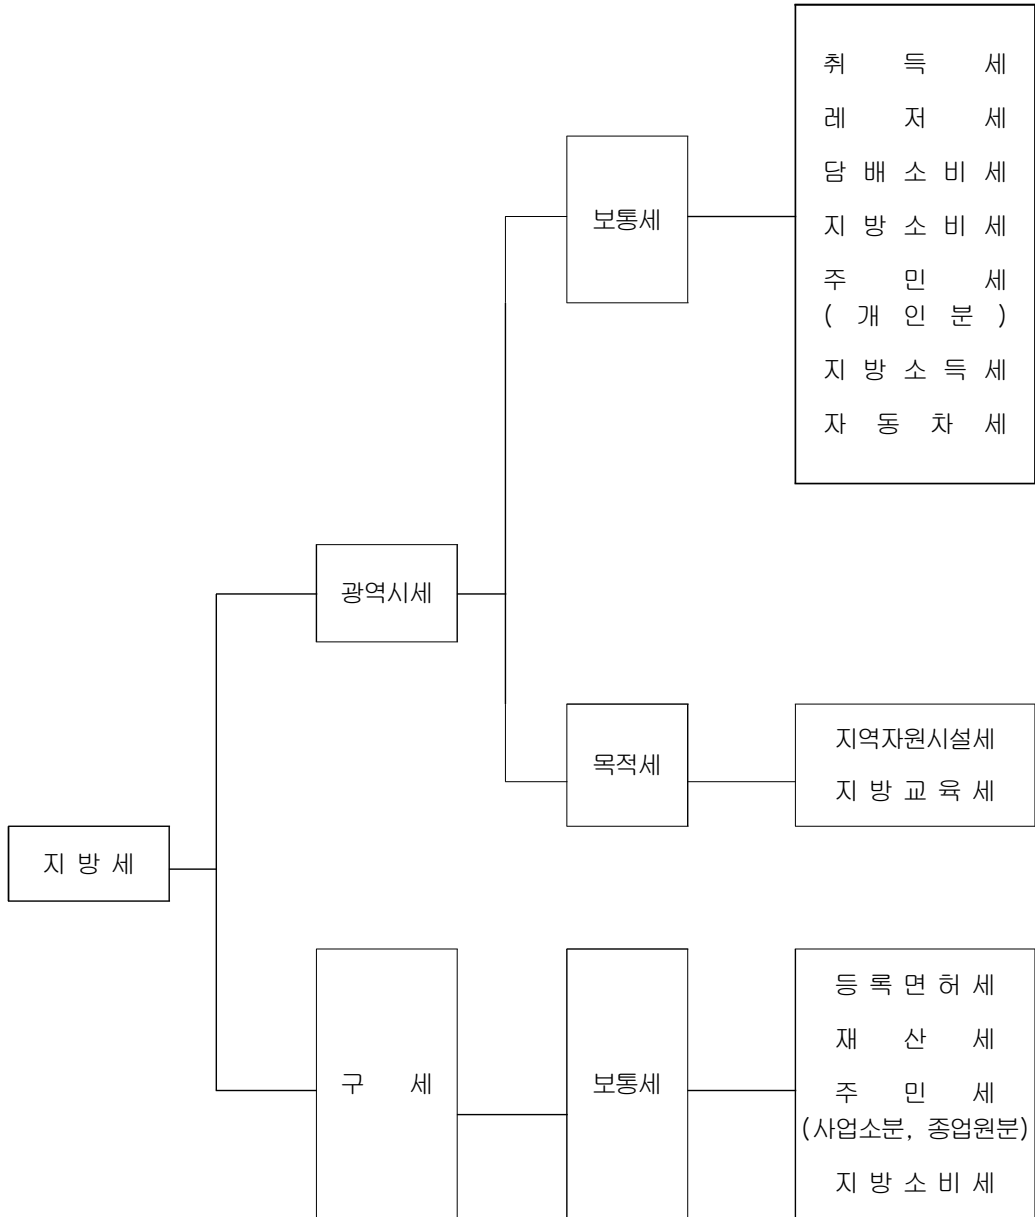 취 득 세
레 저 세
담 배 소 비 세
보통세
지 방 소 비 세
주 민 세
( 개 인 분 )
지 방 소 득 세
자 동 차 세
광역시세
목적세
지역자원시설세
지 방 교 육 세
지 방 세
구 세
보통세
등 록 면 허 세
재 산 세
주 민 세
(사업소분, 종업원분)
지 방 소 비 세